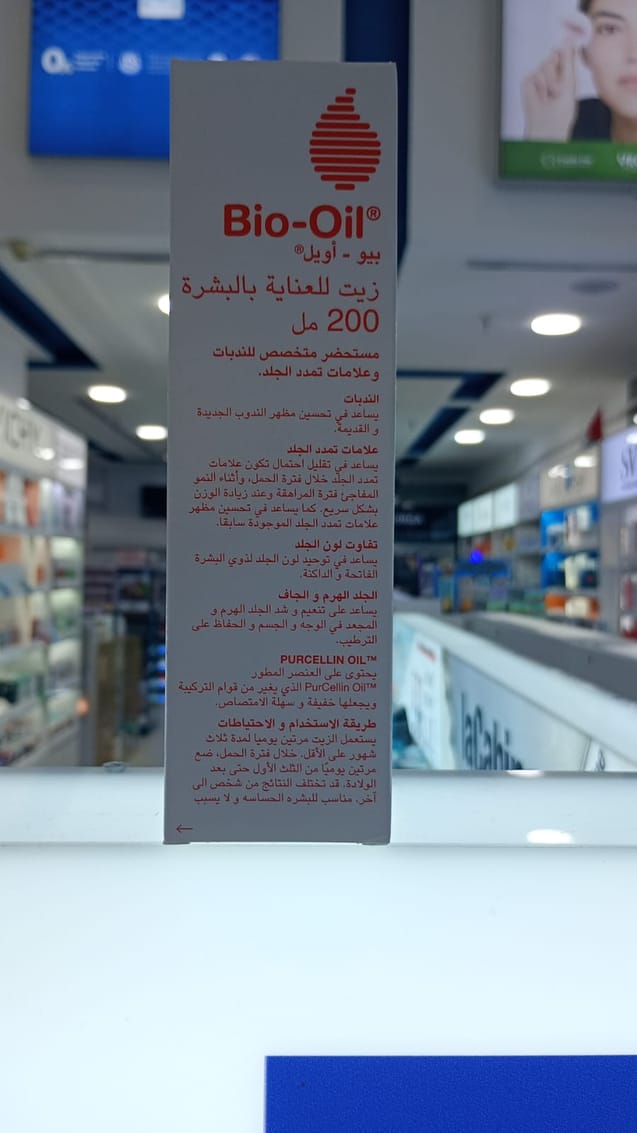 Bio-Oil®
بيو - أويل®
زيت للعناية بالبشرة
200 مل
مستحضر متخصص للندبات
وعلامات تمدد الجلد.
الندبات
يساعد في تحسين مظهر الندوب الجديدة
و القديمة.
علامات تمدد الجلد
يساعد في تقليل احتمال تكون علامات
تمدد الجلد خلال فترة الحمل، وأثناء النمو
المفاجئ فترة المراهقة وعند زيادة الوزن
بشكل سريع. كما يساعد في تحسين مظهر
علامات تمدد الجلد الموجودة سابقا.
تفاوت لون الجلد
يساعد في توحيد لون الجلد لذوي البشرة
الفاتحة و الداكنة.
الجلد الهرم و الجاف
يساعد على تنعيم و شد الجلد الهرم و
المجعد في الوجه و الجسم و الحفاظ على
الترطيب.
PURCELLIN OIL™
يحتوى على العنصر المطور
PurCellin Oil™ الذي يغير من قوام التركيبة
ويجعلها خفيفة و سهلة الامتصاص.
طريقة الاستخدام و الاحتياطات
يستعمل الزيت مرتين يوميا لمدة ثلاث
شهور على الأقل. خلال فترة الحمل، ضع
مرتين يوميًا من الثلث الأول حتى بعد
الولادة. قد تختلف النتائج من شخص الى
آخر. مناسب للبشره الحساسه و لا يسبب